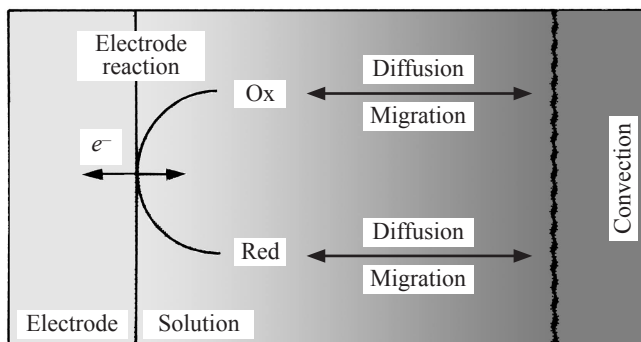 Electrode
reaction
Ox
Diffusion
Migration
e–
Convection
Red
Diffusion
Migration
Electrode
Solution